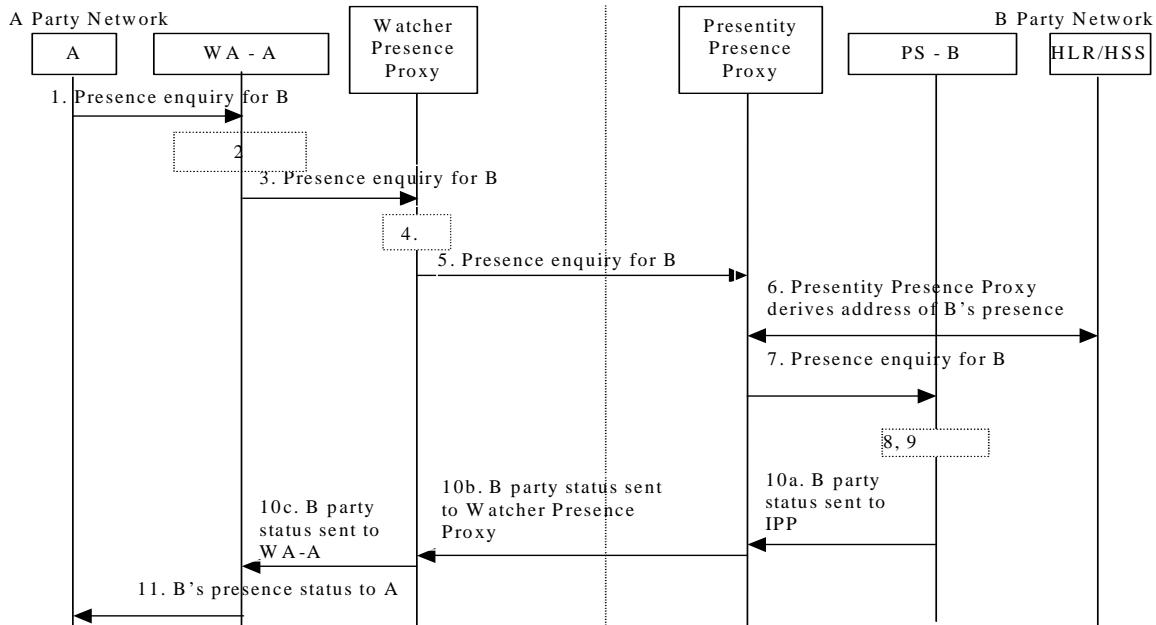 A Party Network
B Party Network
A
WA - A
Watcher
Presence
Proxy
Presentity
Presence
Proxy
PS - B
HLR/HSS
1. Presence enquiry for B
2
3. Presence enquiry for B
4.
5. Presence enquiry for B
6. Presentity Presence Proxy
derives address of B's presence
7. Presence enquiry for B
8, 9
10a. B party
status sent to
IPP
10b. B party status sent
to Watcher Presence
Proxy
10c. B party
status sent to
WA-A
11. B's presence status to A